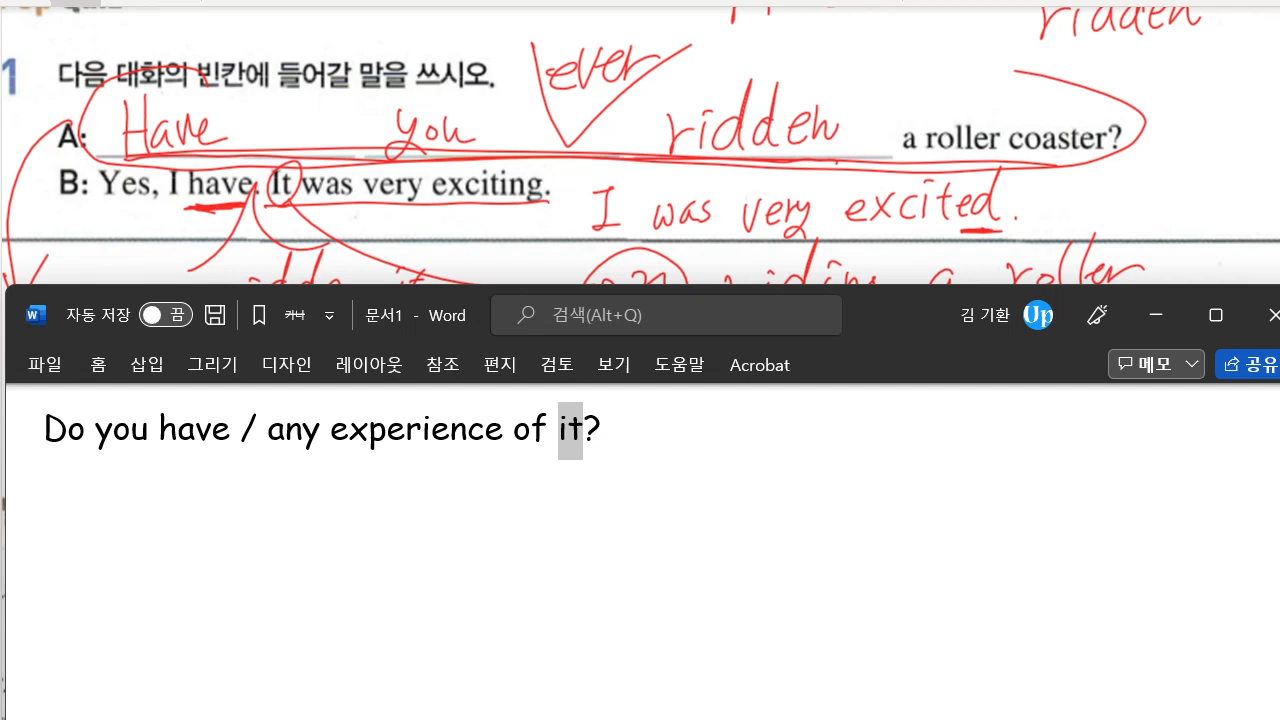 ridden
1 다음 대화의 빈칸에 들어갈 말을 쓰시오.
ever
A: Have you ridden a roller coaster?
B: Yes, I have. It was very exciting.
I was very excited.
riding a roller
자동 저장 끔 문서1 - Word 검색(Alt+Q) 김 기환 Up
파일 홈 삽입 그리기 디자인 레이아웃 참조 편지 검토 보기 도움말 Acrobat 메모 공유
Do you have / any experience of it?